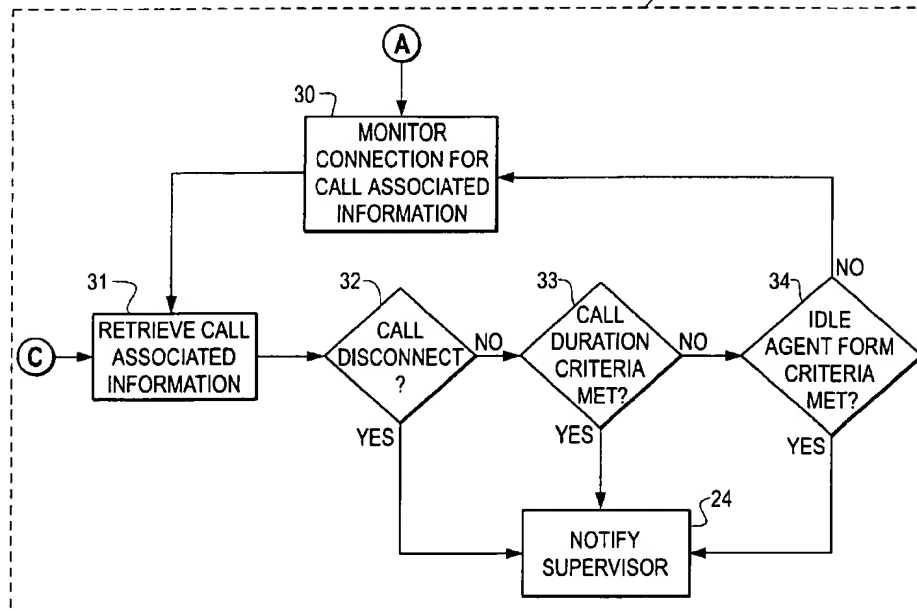 A
30
MONITOR
CONNECTION FOR
CALL ASSOCIATED
INFORMATION
31
RETRIEVE CALL
ASSOCIATED
INFORMATION
C
32
CALL
DISCONNECT
?
NO
YES
33
CALL
DURATION
CRITERIA
MET?
NO
YES
34
IDLE
AGENT FORM
CRITERIA
MET?
NO
YES
24
NOTIFY
SUPERVISOR